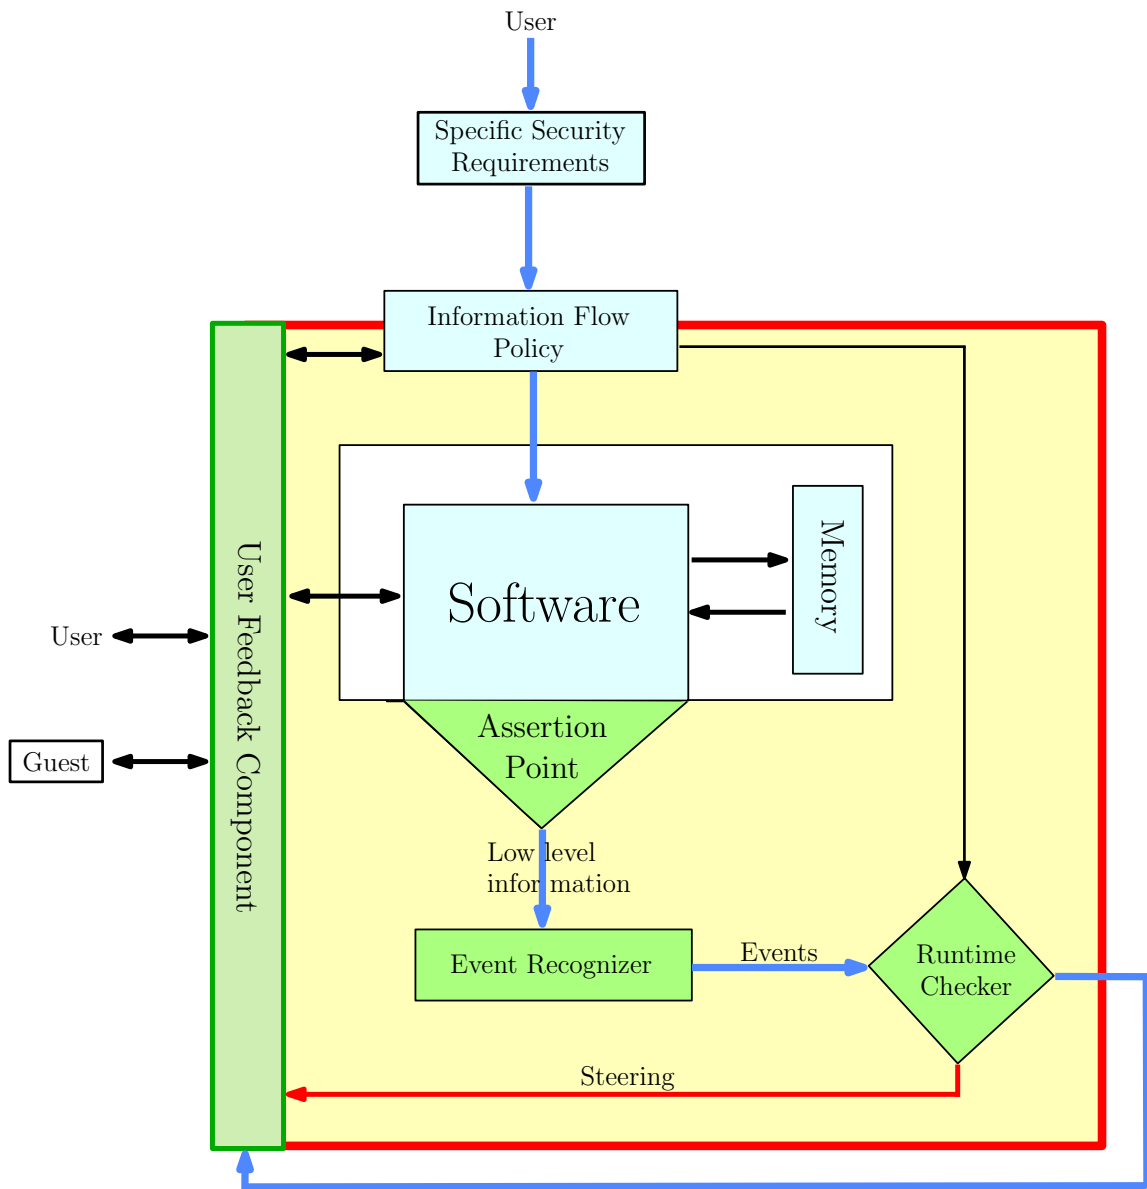 User
Specific Security
Requirements
Information Flow
Policy
User Feedback Component
Software
Memory
User
Assertion
Point
Guest
Low level
information
Event Recognizer
Events
Runtime
Checker
Steering